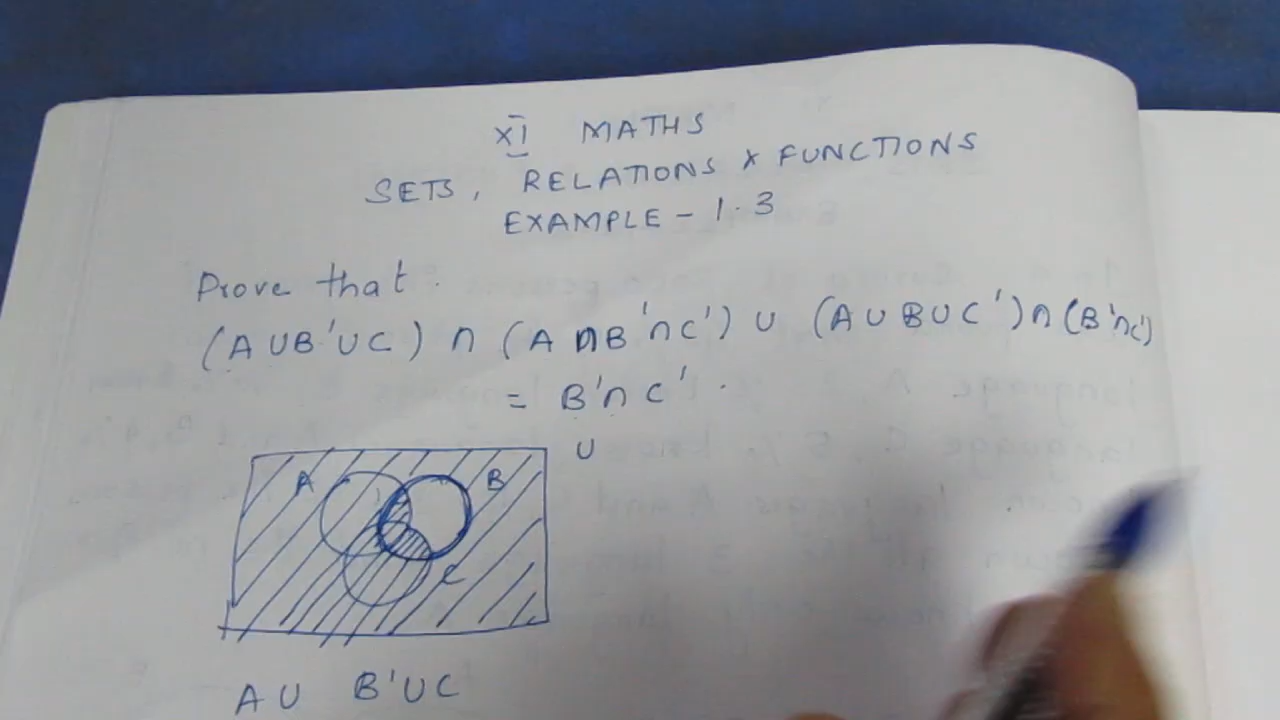 XI MATHS
SETS, RELATIONS & FUNCTIONS
EXAMPLE - 1.3
Prove that.
(A ∪ B' ∪ C) ∩ (A ∩ B' ∩ C') ∪ (A ∪ B ∪ C') ∩ (B' ∩ C')
= B' ∩ C'.
U
A B
C
A ∪ B' ∪ C